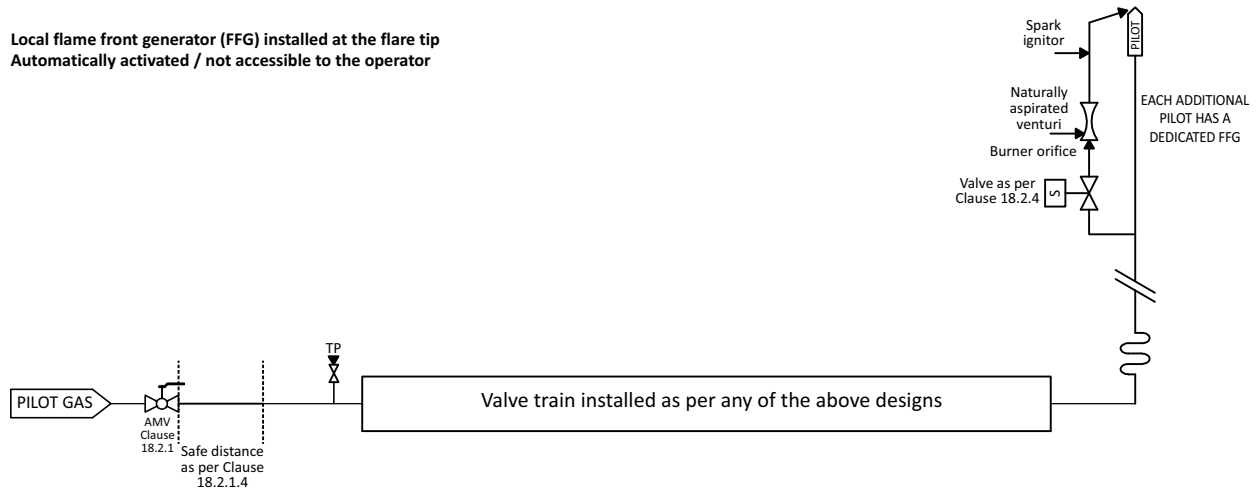 Local flame front generator (FFG) installed at the flare tip
Automatically activated / not accessible to the operator
Spark
ignitor
PILOT
Naturally
aspirated
venturi
EACH ADDITIONAL
PILOT HAS A
DEDICATED FFG
Burner orifice
Valve as per
Clause 18.2.4
S
TP
PILOT GAS
Valve train installed as per any of the above designs
AMV
Clause
18.2.1
Safe distance
as per Clause
18.2.1.4